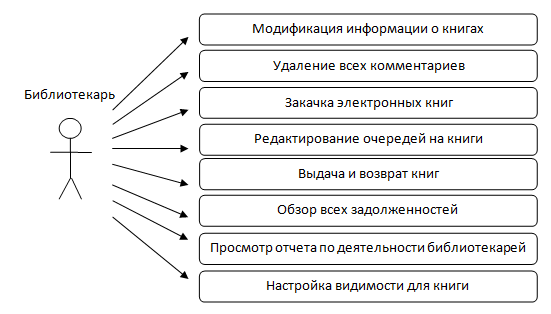 Модификация информации о книгах
Удаление всех комментариев
Библиотекарь
Закачка электронных книг
Редактирование очередей на книги
Выдача и возврат книг
Обзор всех задолженностей
Просмотр отчета по деятельности библиотекарей
Настройка видимости для книги